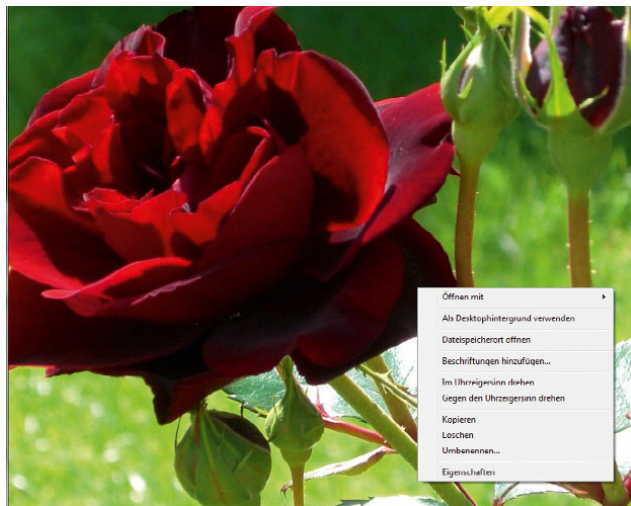 Öffnen mit
Als Desktophintergrund verwenden
Dateispeicherort öffnen
Beschriftungen hinzufügen...
Im Uhrzeigersinn drehen
Gegen den Uhrzeigersinn drehen
Kopieren
Löschen
Umbenennen...
Eigenschaften